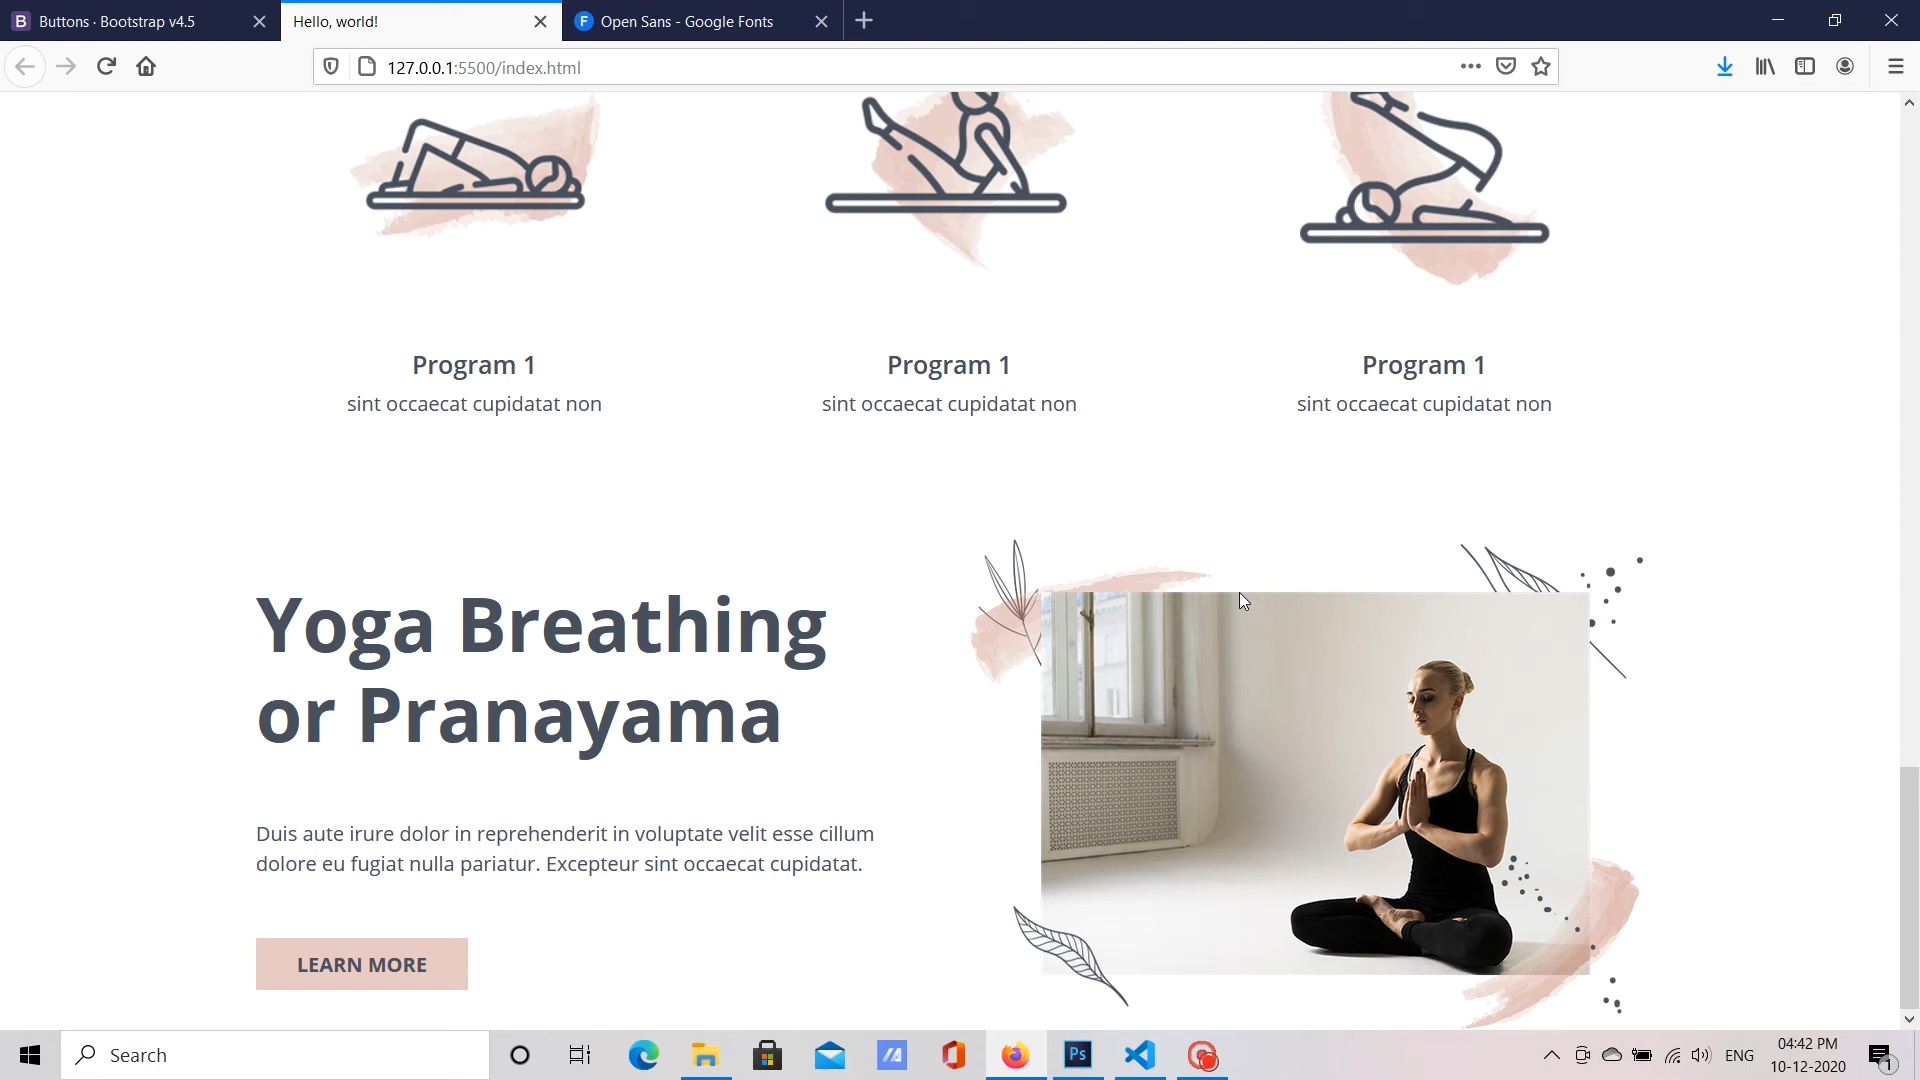 B Buttons · Bootstrap v4.5
Hello, world!
F Open Sans - Google Fonts
127.0.0.1:5500/index.html
Program 1
Program 1
Program 1
sint occaecat cupidatat non
sint occaecat cupidatat non
sint occaecat cupidatat non
Yoga Breathing
or Pranayama
Duis aute irure dolor in reprehenderit in voluptate velit esse cillum
dolore eu fugiat nulla pariatur. Excepteur sint occaecat cupidatat.
LEARN MORE
Search
Ps
ENG
04:42 PM
10-12-2020
1